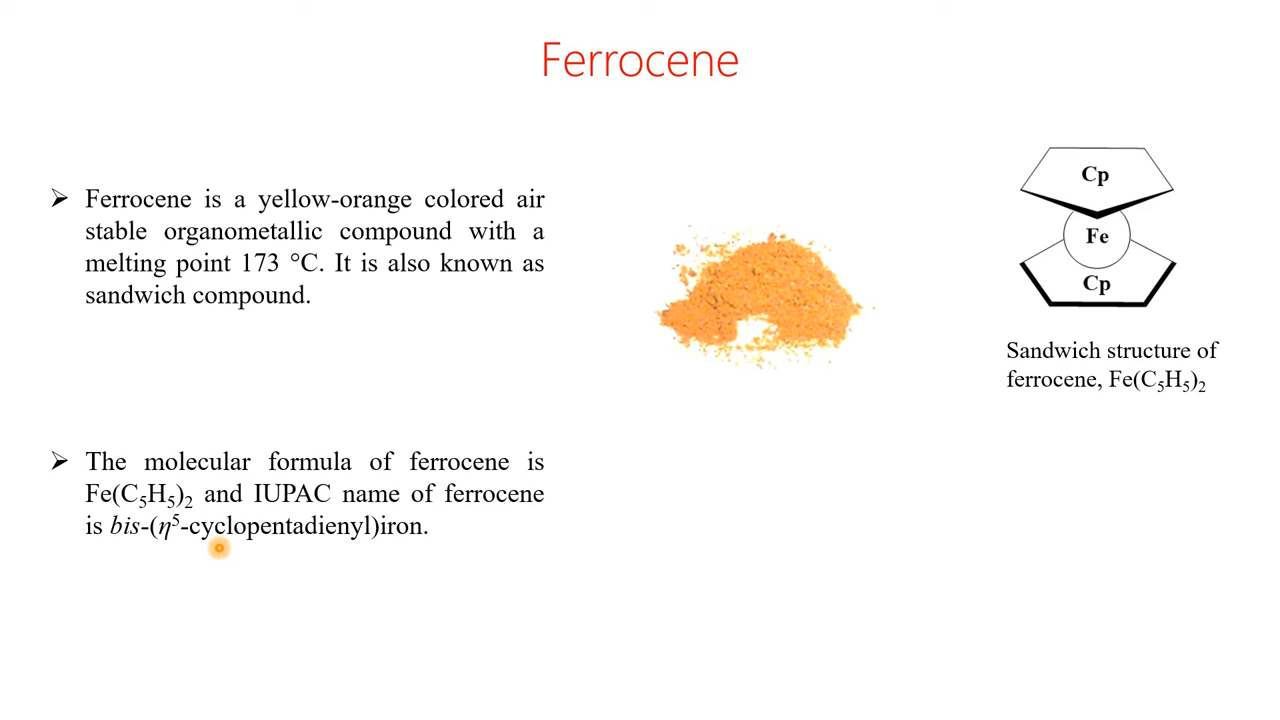 Ferrocene
➢ Ferrocene is a yellow-orange colored air
stable organometallic compound with a
melting point 173 °C. It is also known as
sandwich compound.
➢ The molecular formula of ferrocene is
Fe(C₅H₅)₂ and IUPAC name of ferrocene
is bis-(η⁵-cyclopentadienyl)iron.
Cp
Fe
Cp
Sandwich structure of
ferrocene, Fe(C₅H₅)₂